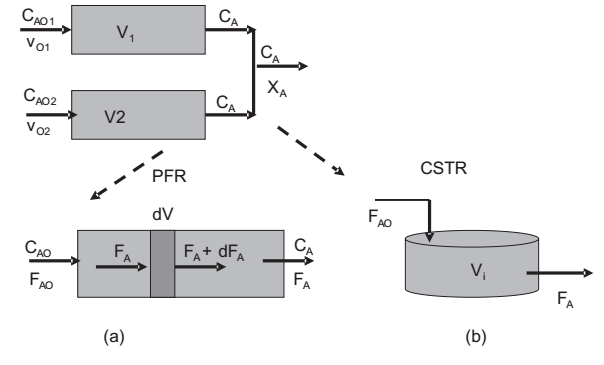 C_AO1
v_O1
V_1
C_A
C_A
X_A
C_AO2
v_O2
V2
C_A
PFR
CSTR
dV
C_AO
F_AO
F_A
F_A + dF_A
C_A
F_A
F_AO
V_i
F_A
(a)
(b)